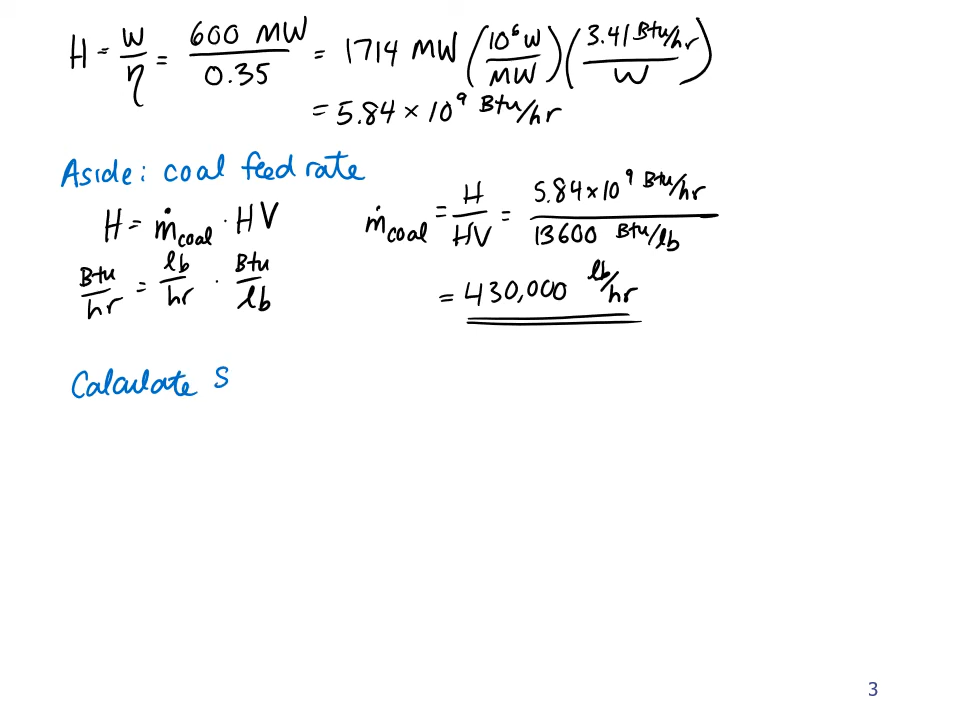 H = W/η = 600 MW/0.35 = 1714 MW (10⁶ W/MW)(3.41 Btu/hr/W)
= 5.84 × 10⁹ Btu/hr
Aside: coal feed rate
H = ṁcoal · HV
Btu/hr = lb/hr · Btu/lb
ṁcoal = H/HV = 5.84×10⁹ Btu/hr/13600 Btu/lb
= 430,000 lb/hr
Calculate S
3